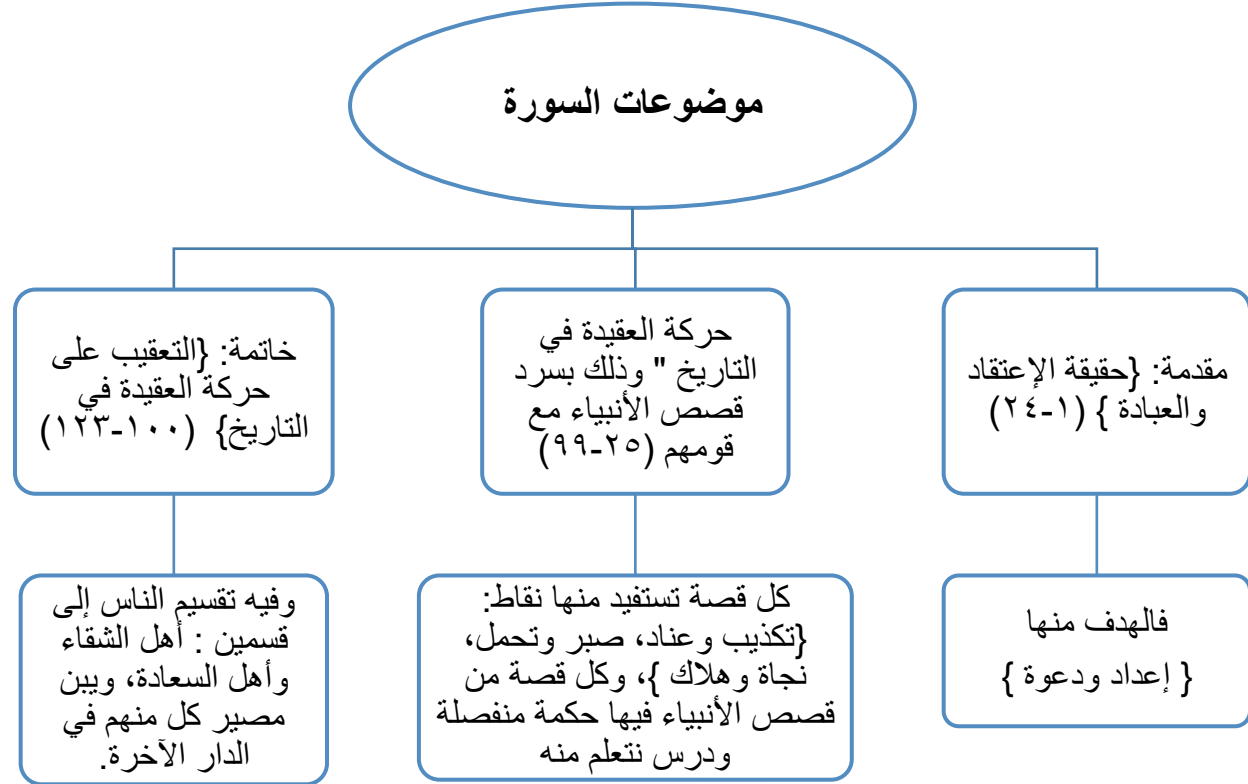 موضوعات السورة
مقدمة: {حقيقة الإعتقاد
والعبادة } (١-٢٤)
فالهدف منها
{ إعداد ودعوة }
حركة العقيدة في
التاريخ " وذلك بسرد
قصص الأنبياء مع
قومهم (٢٥-٩٩)
كل قصة تستفيد منها نقاط:
{تكذيب وعناد، صبر وتحمل،
نجاة وهلاك }، وكل قصة من
قصص الأنبياء فيها حكمة منفصلة
ودرس نتعلم منه
خاتمة: {التعقيب على
حركة العقيدة في
التاريخ} (١٠٠-١٢٣)
وفيه تقسيم الناس إلى
قسمين : أهل الشقاء
وأهل السعادة، ويبن
مصير كل منهم في
الدار الآخرة.